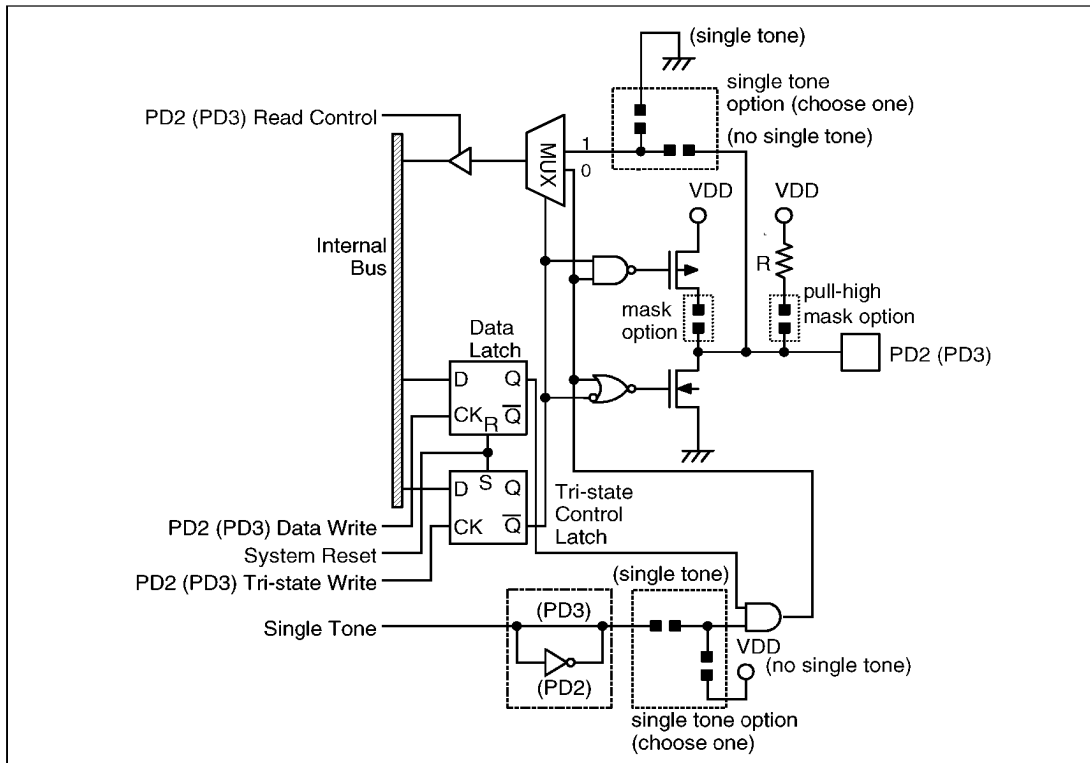 (single tone)
single tone
option (choose one)
(no single tone)
PD2 (PD3) Read Control
MUX
1
0
VDD
VDD
R
Internal
Bus
mask
option
pull-high
mask option
PD2 (PD3)
Data
Latch
D
Q
CK
R
Q̅
D
S
Q
CK
Q̅
Tri-state
Control
Latch
PD2 (PD3) Data Write
System Reset
PD2 (PD3) Tri-state Write
(single tone)
Single Tone
(PD3)
(PD2)
VDD
(no single tone)
single tone option
(choose one)